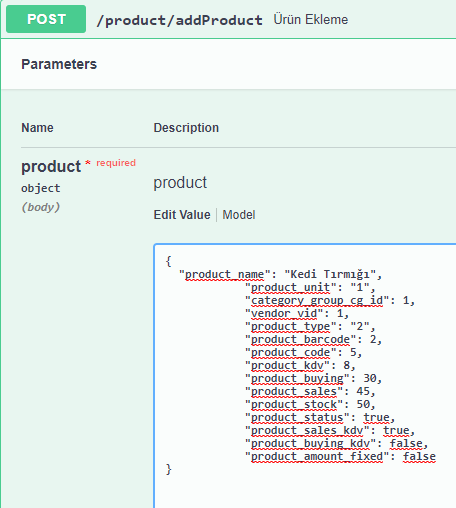 POST /product/addProduct Ürün Ekleme
Parameters
Name Description
product * required
object
(body)
product
Edit Value Model
{
"product_name": "Kedi Tırmığı",
"product_unit": "1",
"category_group_cg_id": 1,
"vendor_vid": 1,
"product_type": "2",
"product_barcode": 2,
"product_code": 5,
"product_kdv": 8,
"product_buying": 30,
"product_sales": 45,
"product_stock": 50,
"product_status": true,
"product_sales_kdv": true,
"product_buying_kdv": false,
"product_amount_fixed": false
}